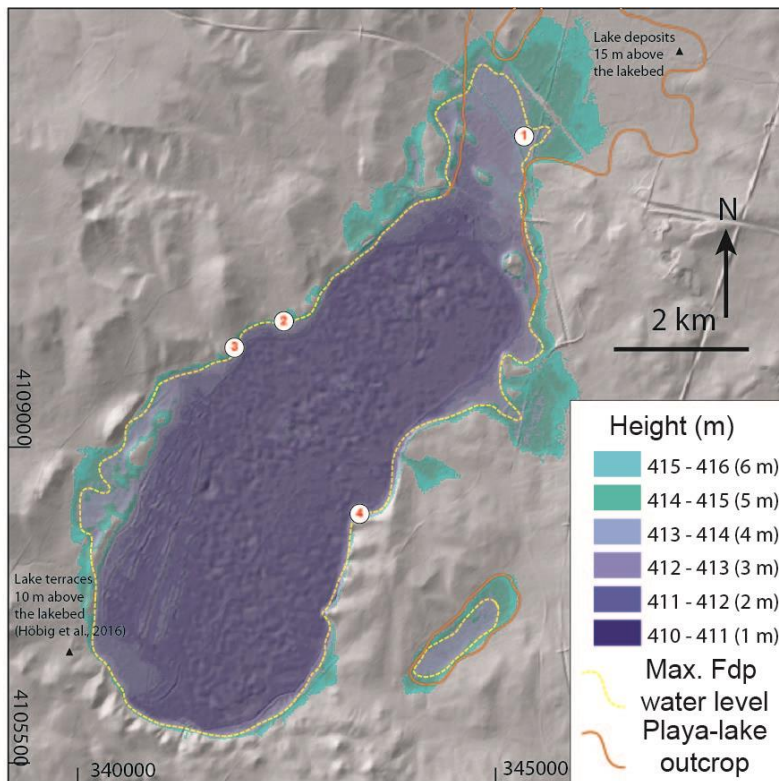 Lake deposits
15 m above
the lakebed
1
N
2 km
2
3
4109000
Height (m)
415 - 416 (6 m)
414 - 415 (5 m)
413 - 414 (4 m)
412 - 413 (3 m)
411 - 412 (2 m)
410 - 411 (1 m)
Max. Fdp
water level
Playa-lake
outcrop
4
Lake terraces
10 m above
the lakebed
(Höbig et al., 2016)
4105500
340000
345000